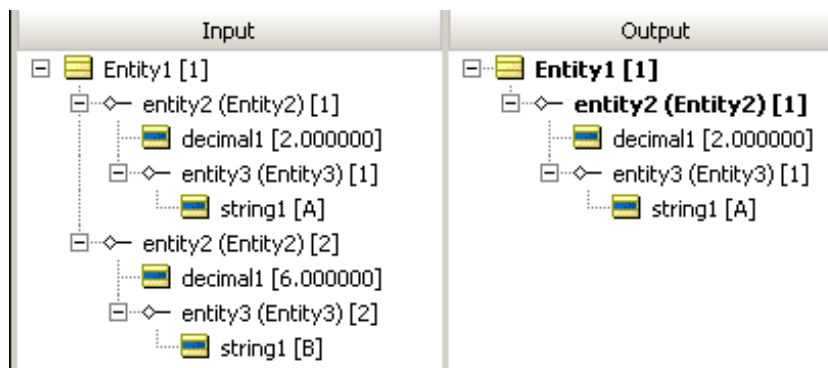 Input
Entity1 [1]
entity2 (Entity2) [1]
decimal1 [2.000000]
entity3 (Entity3) [1]
string1 [A]
entity2 (Entity2) [2]
decimal1 [6.000000]
entity3 (Entity3) [2]
string1 [B]
Output
Entity1 [1]
entity2 (Entity2) [1]
decimal1 [2.000000]
entity3 (Entity3) [1]
string1 [A]